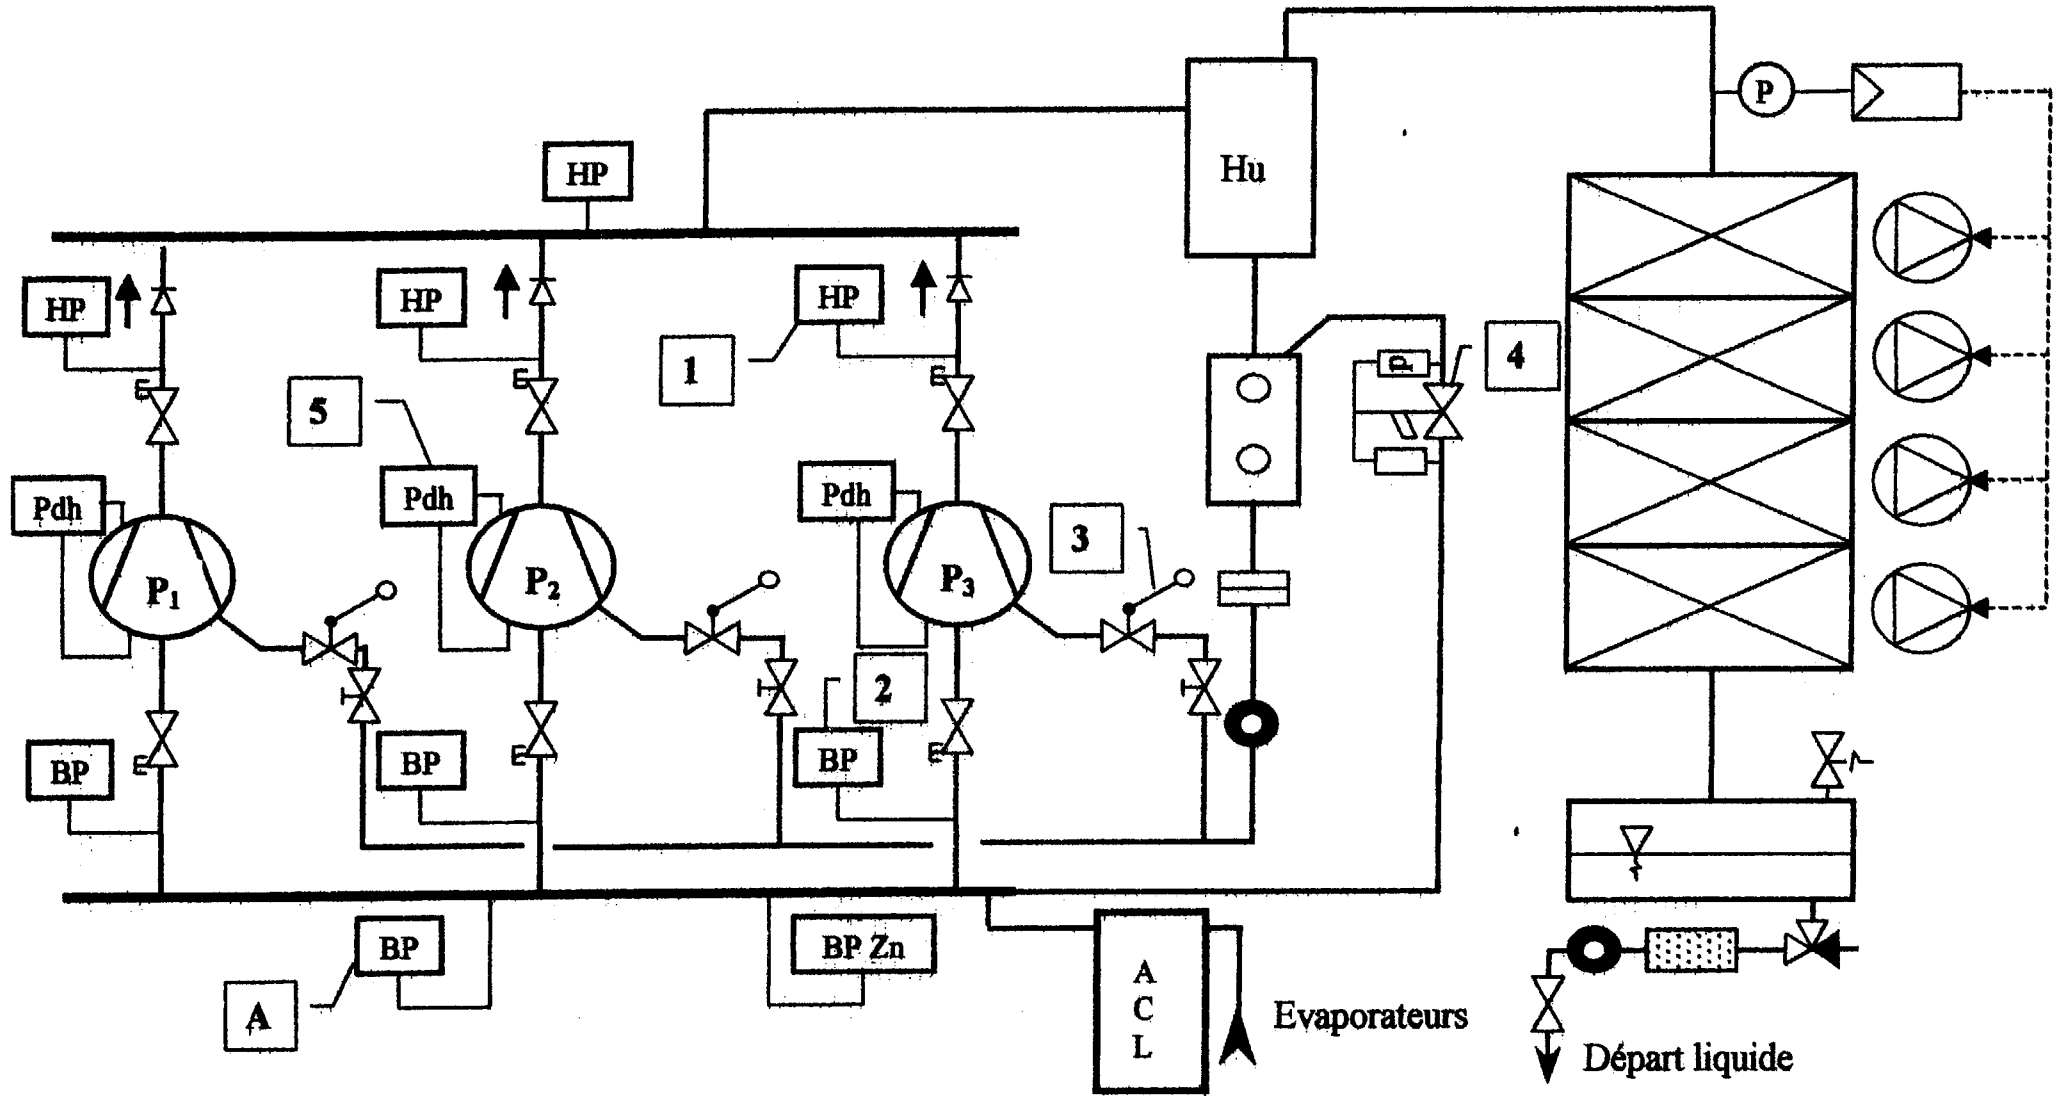 P
HP
Hu
HP
HP
HP
1
P
4
5
Pdh
Pdh
Pdh
3
P1
P2
P3
2
BP
BP
BP
BP
BP Zn
A
A
C
L
Evaporateurs
Départ liquide